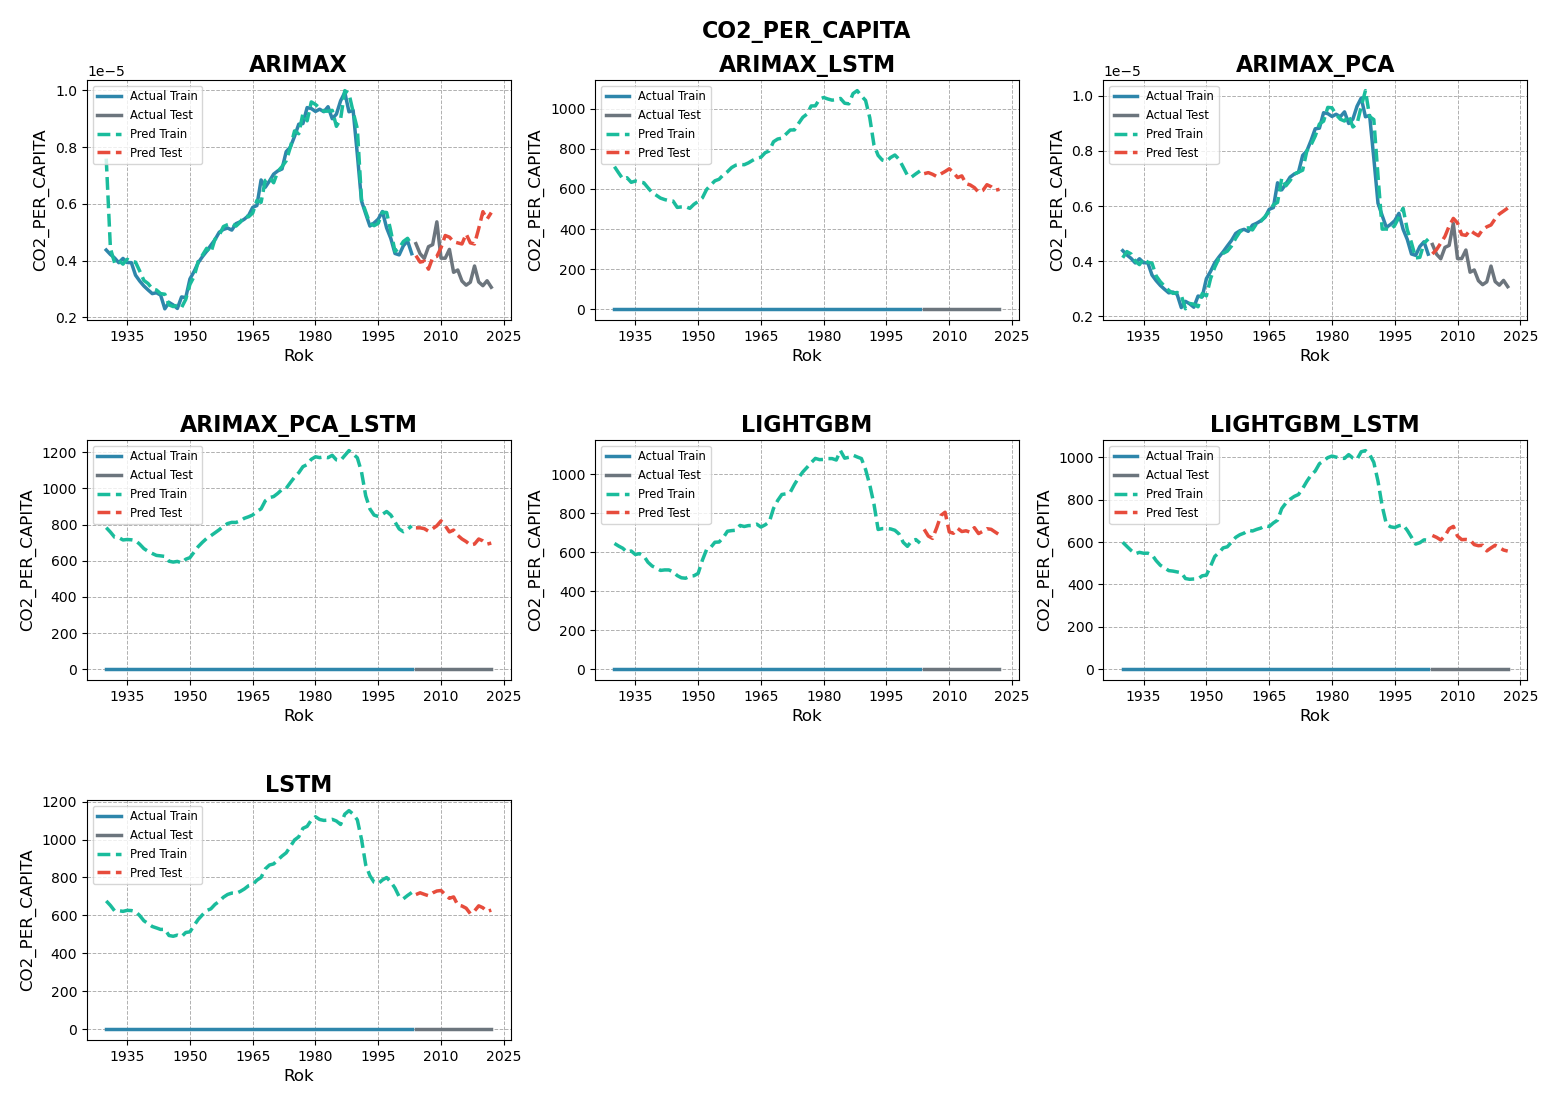 CO2_PER_CAPITA
ARIMAX
1e−5
CO2_PER_CAPITA
1.0
0.8
0.6
0.4
0.2
Actual Train
Actual Test
Pred Train
Pred Test
1935 1950 1965 1980 1995 2010 2025
Rok
ARIMAX_LSTM
CO2_PER_CAPITA
1000
800
600
400
200
0
Actual Train
Actual Test
Pred Train
Pred Test
1935 1950 1965 1980 1995 2010 2025
Rok
ARIMAX_PCA
1e−5
CO2_PER_CAPITA
1.0
0.8
0.6
0.4
0.2
Actual Train
Actual Test
Pred Train
Pred Test
1935 1950 1965 1980 1995 2010 2025
Rok
ARIMAX_PCA_LSTM
CO2_PER_CAPITA
1200
1000
800
600
400
200
0
Actual Train
Actual Test
Pred Train
Pred Test
1935 1950 1965 1980 1995 2010 2025
Rok
LIGHTGBM
CO2_PER_CAPITA
1000
800
600
400
200
0
Actual Train
Actual Test
Pred Train
Pred Test
1935 1950 1965 1980 1995 2010 2025
Rok
LIGHTGBM_LSTM
CO2_PER_CAPITA
1000
800
600
400
200
0
Actual Train
Actual Test
Pred Train
Pred Test
1935 1950 1965 1980 1995 2010 2025
Rok
LSTM
CO2_PER_CAPITA
1200
1000
800
600
400
200
0
Actual Train
Actual Test
Pred Train
Pred Test
1935 1950 1965 1980 1995 2010 2025
Rok